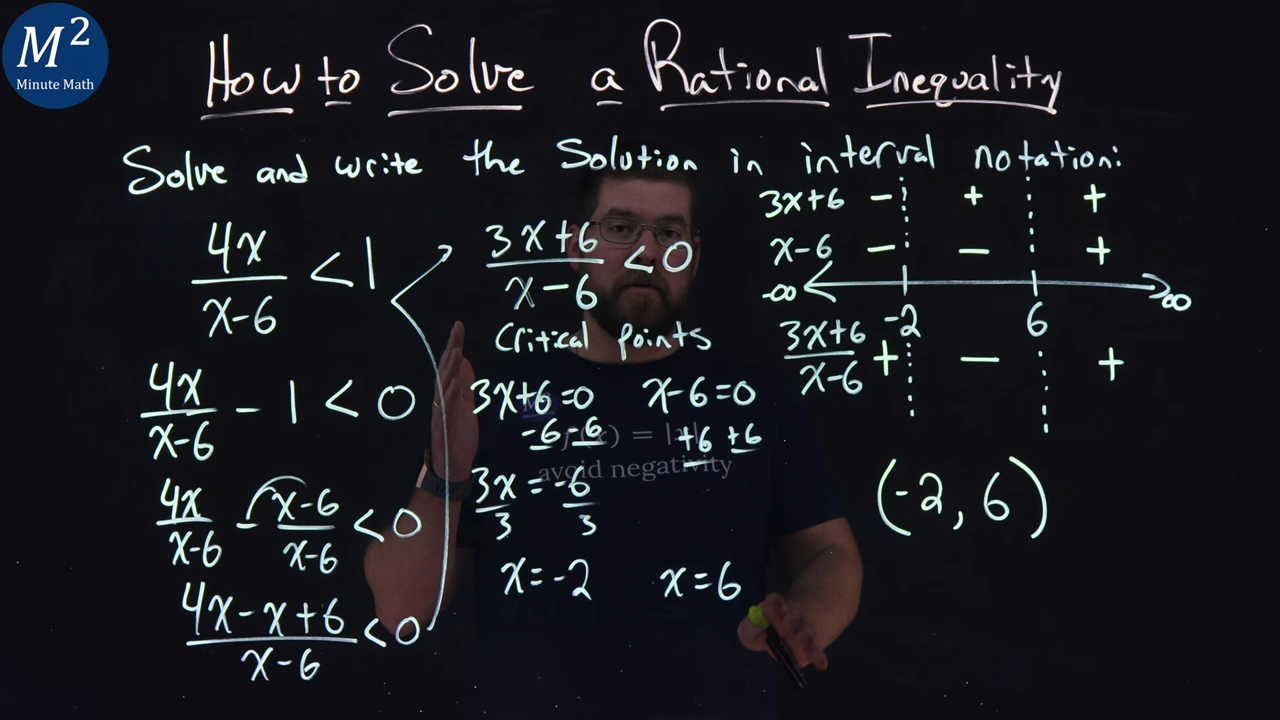 M²
Minute Math
How to Solve a Rational Inequality
Solve and write the Solution in interval notation:
4x/(x-6) < 1
4x/(x-6) - 1 < 0
4x/(x-6) - (x-6)/(x-6) < 0
(4x-x+6)/(x-6) < 0
(3x+6)/(x-6) < 0
Critical points
3x+6=0 x-6=0
-6 -6 +6 +6
3x/3 = -6/3
x=-2 x=6
avoid negativity
3x+6 - + +
x-6 - - +
-∞ -2 6 ∞
(3x+6)/(x-6) + - +
(-2, 6)